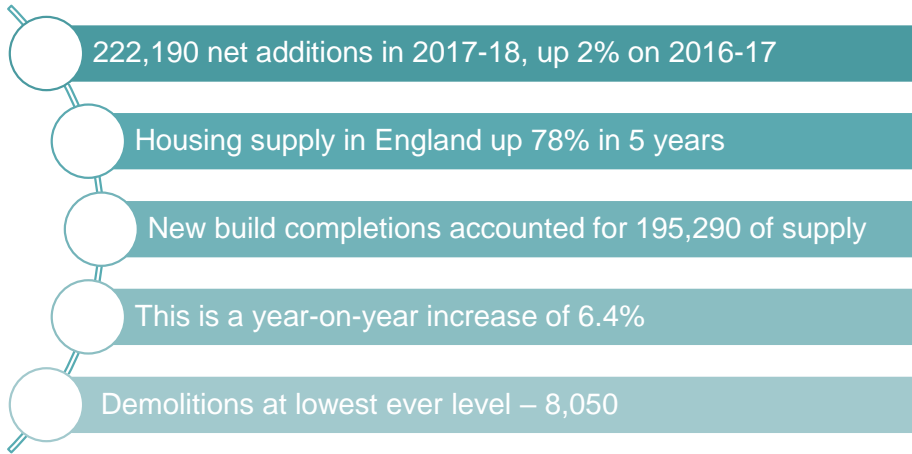 222,190 net additions in 2017-18, up 2% on 2016-17
Housing supply in England up 78% in 5 years
New build completions accounted for 195,290 of supply
This is a year-on-year increase of 6.4%
Demolitions at lowest ever level – 8,050